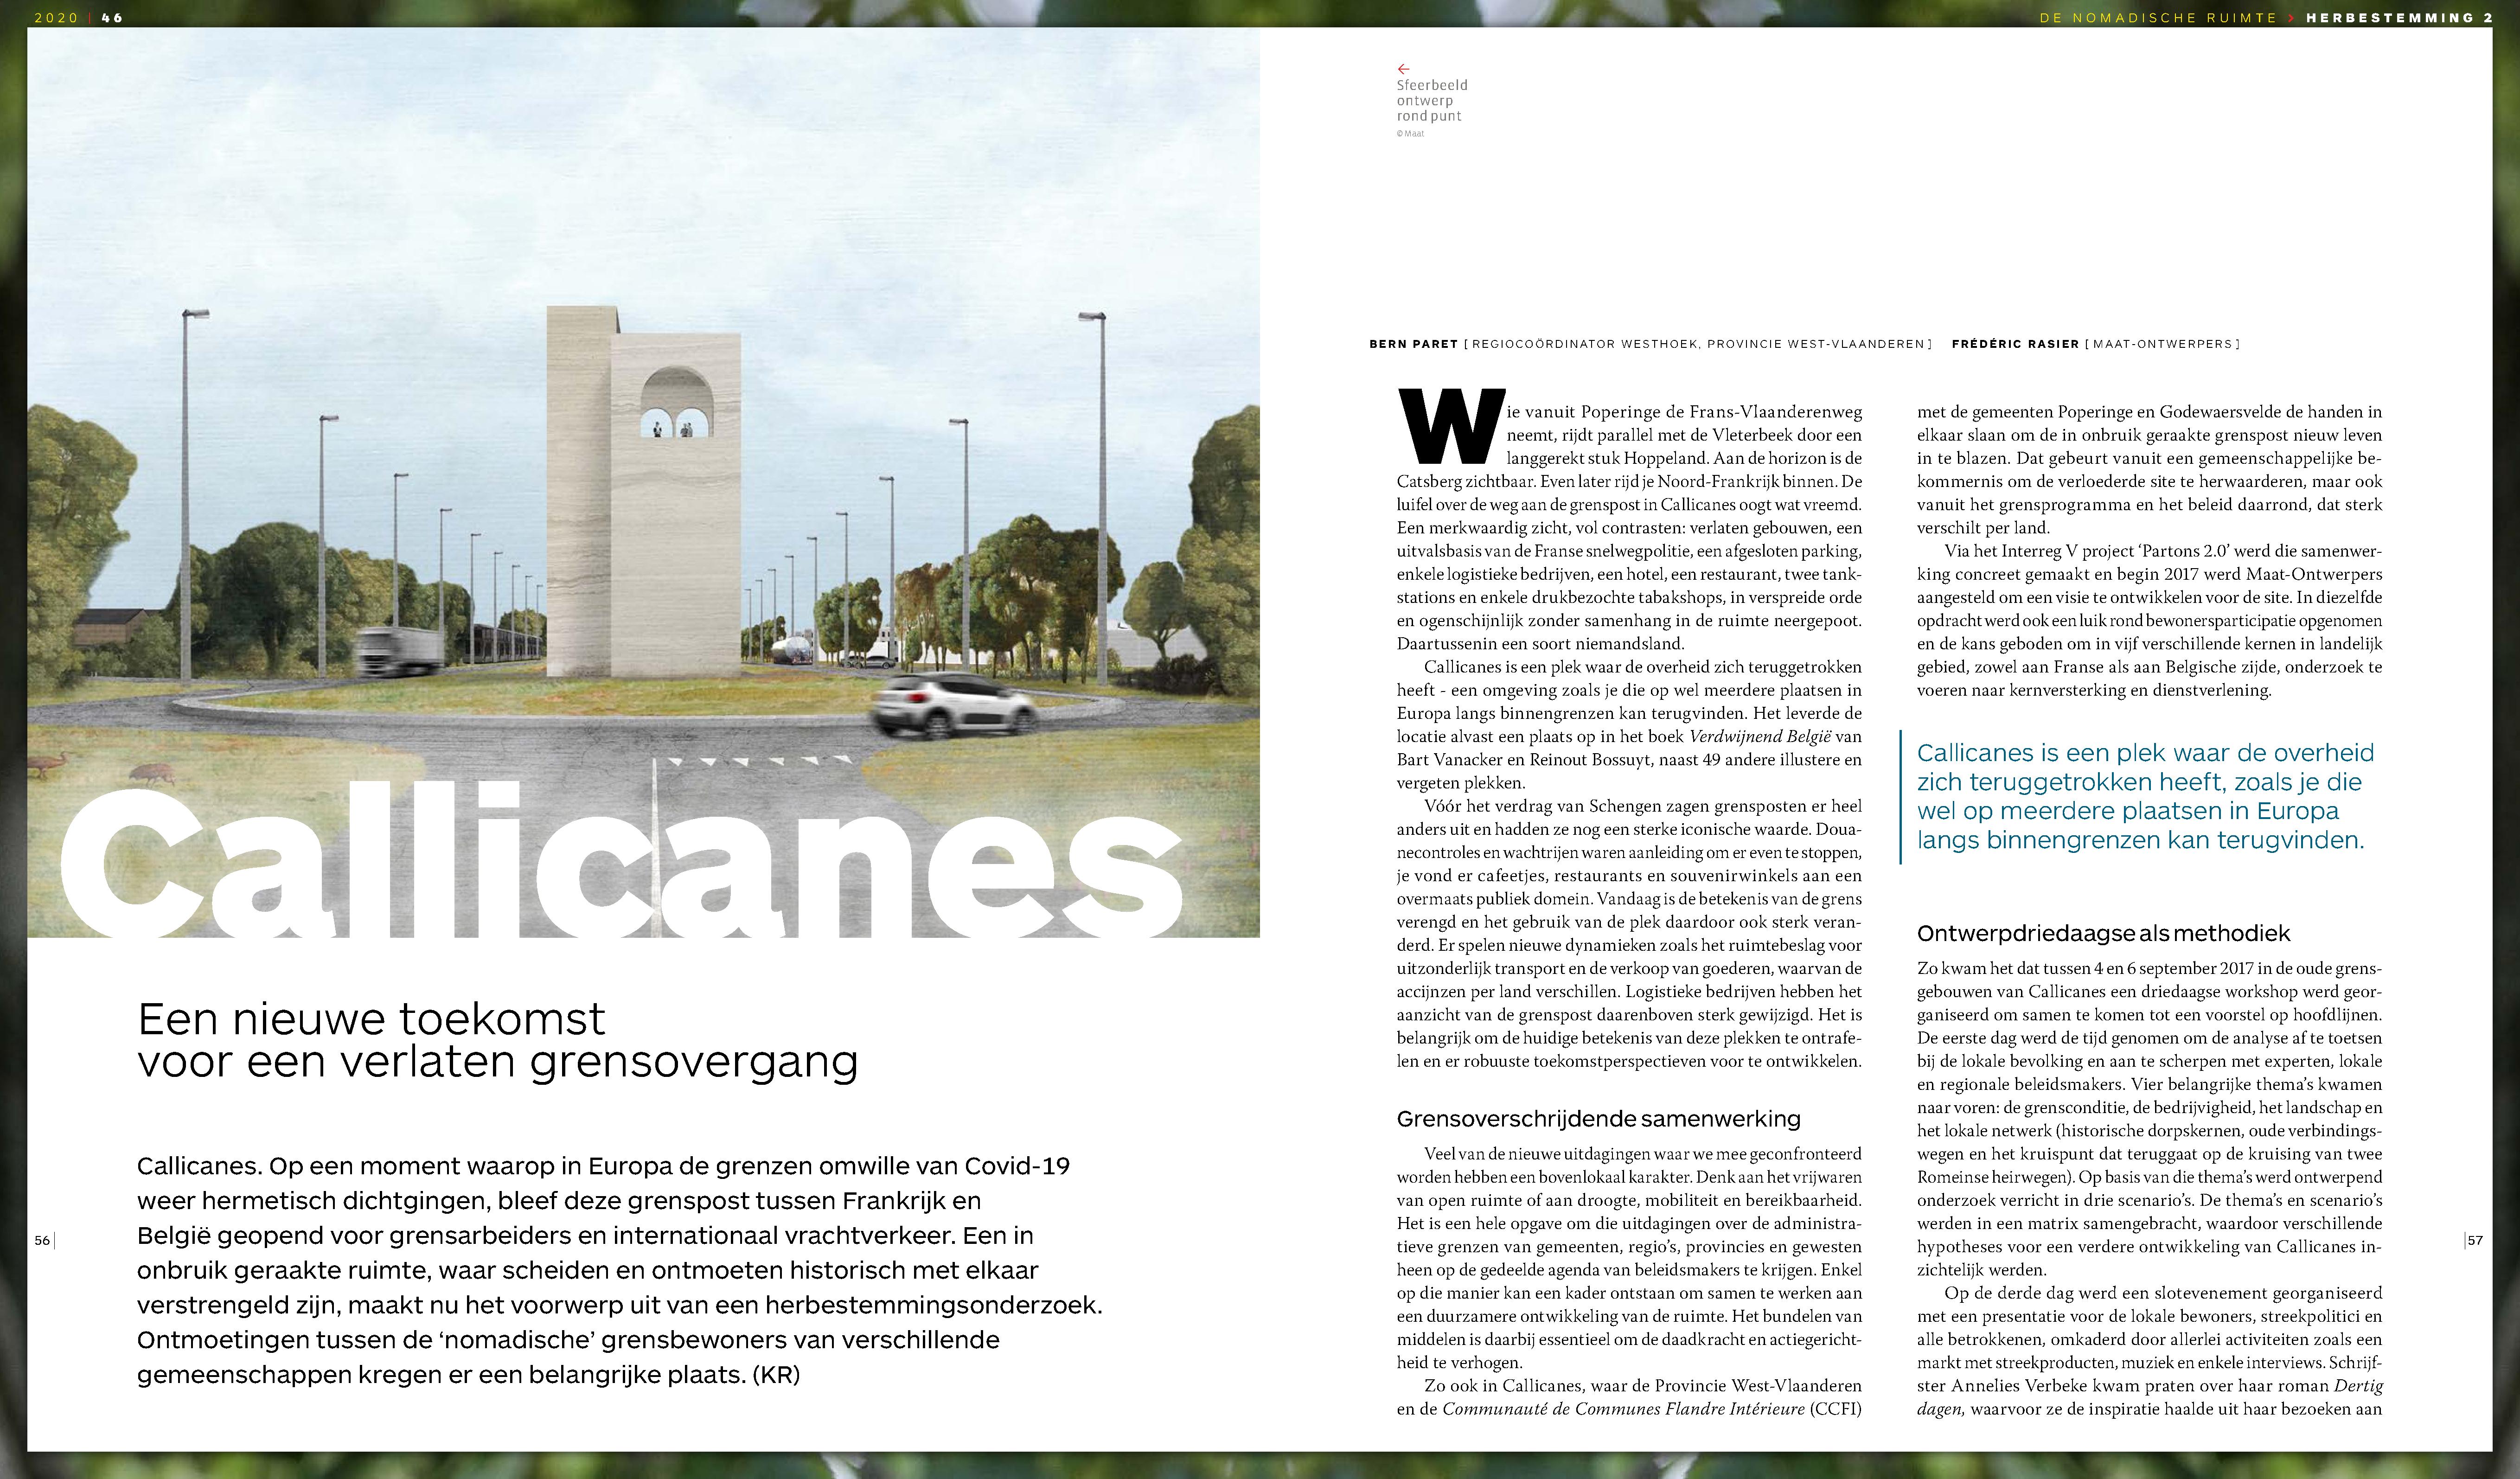 2020 | 46
DE NOMADISCHE RUIMTE > HERBESTEMMING 2
Callicanes
Een nieuwe toekomst
voor een verlaten grensovergang
Callicanes. Op een moment waarop in Europa de grenzen omwille van Covid-19
weer hermetisch dichtgingen, bleef deze grenspost tussen Frankrijk en
België geopend voor grensarbeiders en internationaal vrachtverkeer. Een in
onbruik geraakte ruimte, waar scheiden en ontmoeten historisch met elkaar
verstrengeld zijn, maakt nu het voorwerp uit van een herbestemmingsonderzoek.
Ontmoetingen tussen de ‘nomadische’ grensbewoners van verschillende
gemeenschappen kregen er een belangrijke plaats. (KR)
56
←
Sfeerbeeld
ontwerp
rond punt
© Maat
BERN PARET [ REGIOCOÖRDINATOR WESTHOEK, PROVINCIE WEST-VLAANDEREN ] FRÉDÉRIC RASIER [ MAAT-ONTWERPERS ]
Wie vanuit Poperinge de Frans-Vlaanderenweg
neemt, rijdt parallel met de Vleterbeek door een
langgerekt stuk Hoppeland. Aan de horizon is de
Catsberg zichtbaar. Even later rijd je Noord-Frankrijk binnen. De
luifel over de weg aan de grenspost in Callicanes oogt wat vreemd.
Een merkwaardig zicht, vol contrasten: verlaten gebouwen, een
uitvalsbasis van de Franse snelwegpolitie, een afgesloten parking,
enkele logistieke bedrijven, een hotel, een restaurant, twee tank-
stations en enkele drukbezochte tabakshops, in verspreide orde
en ogenschijnlijk zonder samenhang in de ruimte neergepoot.
Daartussenin een soort niemandsland.
Callicanes is een plek waar de overheid zich teruggetrokken
heeft - een omgeving zoals je die op wel meerdere plaatsen in
Europa langs binnengrenzen kan terugvinden. Het leverde de
locatie alvast een plaats op in het boek Verdwijnend België van
Bart Vanacker en Reinout Bossuyt, naast 49 andere illustere en
vergeten plekken.
Vóór het verdrag van Schengen zagen grensposten er heel
anders uit en hadden ze nog een sterke iconische waarde. Doua-
necontroles en wachtrijen waren aanleiding om er even te stoppen,
je vond er cafeetjes, restaurants en souvenirwinkels aan een
overmaats publiek domein. Vandaag is de betekenis van de grens
verengd en het gebruik van de plek daardoor ook sterk veran-
derd. Er spelen nieuwe dynamieken zoals het ruimtebeslag voor
uitzonderlijk transport en de verkoop van goederen, waarvan de
accijnzen per land verschillen. Logistieke bedrijven hebben het
aanzicht van de grenspost daarenboven sterk gewijzigd. Het is
belangrijk om de huidige betekenis van deze plekken te ontrafe-
len en er robuuste toekomstperspectieven voor te ontwikkelen.
Grensoverschrijdende samenwerking
Veel van de nieuwe uitdagingen waar we mee geconfronteerd
worden hebben een bovenlokaal karakter. Denk aan het vrijwaren
van open ruimte of aan droogte, mobiliteit en bereikbaarheid.
Het is een hele opgave om die uitdagingen over de administra-
tieve grenzen van gemeenten, regio’s, provincies en gewesten
heen op de gedeelde agenda van beleidsmakers te krijgen. Enkel
op die manier kan een kader ontstaan om samen te werken aan
een duurzamere ontwikkeling van de ruimte. Het bundelen van
middelen is daarbij essentieel om de daadkracht en actiegericht-
heid te verhogen.
Zo ook in Callicanes, waar de Provincie West-Vlaanderen
en de Communauté de Communes Flandre Intérieure (CCFI)
met de gemeenten Poperinge en Godewaersvelde de handen in
elkaar slaan om de in onbruik geraakte grenspost nieuw leven
in te blazen. Dat gebeurt vanuit een gemeenschappelijke be-
kommernis om de verloederde site te herwaarderen, maar ook
vanuit het grensprogramma en het beleid daarrond, dat sterk
verschilt per land.
Via het Interreg V project ‘Partons 2.0’ werd die samenwer-
king concreet gemaakt en begin 2017 werd Maat-Ontwerpers
aangesteld om een visie te ontwikkelen voor de site. In diezelfde
opdracht werd ook een luik rond bewonersparticipatie opgenomen
en de kans geboden om in vijf verschillende kernen in landelijk
gebied, zowel aan Franse als aan Belgische zijde, onderzoek te
voeren naar kernversterking en dienstverlening.
Callicanes is een plek waar de overheid
zich teruggetrokken heeft, zoals je die
wel op meerdere plaatsen in Europa
langs binnengrenzen kan terugvinden.
Ontwerpdriedaagse als methodiek
Zo kwam het dat tussen 4 en 6 september 2017 in de oude grens-
gebouwen van Callicanes een driedaagse workshop werd geor-
ganiseerd om samen te komen tot een voorstel op hoofdlijnen.
De eerste dag werd de tijd genomen om de analyse af te toetsen
bij de lokale bevolking en aan te scherpen met experten, lokale
en regionale beleidsmakers. Vier belangrijke thema’s kwamen
naar voren: de grensconditie, de bedrijvigheid, het landschap en
het lokale netwerk (historische dorpskernen, oude verbindings-
wegen en het kruispunt dat teruggaat op de kruising van twee
Romeinse heirwegen). Op basis van die thema’s werd ontwerpend
onderzoek verricht in drie scenario’s. De thema’s en scenario’s
werden in een matrix samengebracht, waardoor verschillende
hypotheses voor een verdere ontwikkeling van Callicanes in-
zichtelijk werden.
Op de derde dag werd een slotevenement georganiseerd
met een presentatie voor de lokale bewoners, streekpolitici en
alle betrokkenen, omkaderd door allerlei activiteiten zoals een
markt met streekproducten, muziek en enkele interviews. Schrijf-
ster Annelies Verbeke kwam praten over haar roman Dertig
dagen, waarvoor ze de inspiratie haalde uit haar bezoeken aan
57